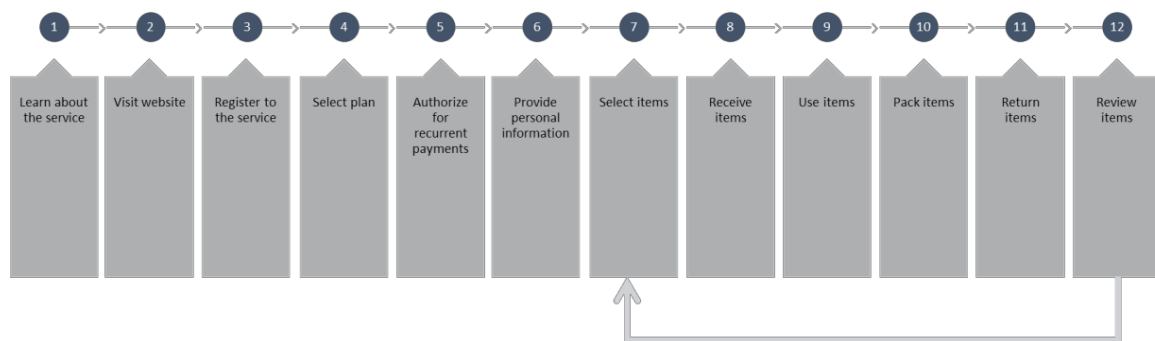 1 2 3 4 5 6 7 8 9 10 11 12
Learn about
the service
Visit website
Register to
the service
Select plan
Authorize
for
recurrent
payments
Provide
personal
information
Select items
Receive
items
Use items
Pack items
Return
items
Review
items